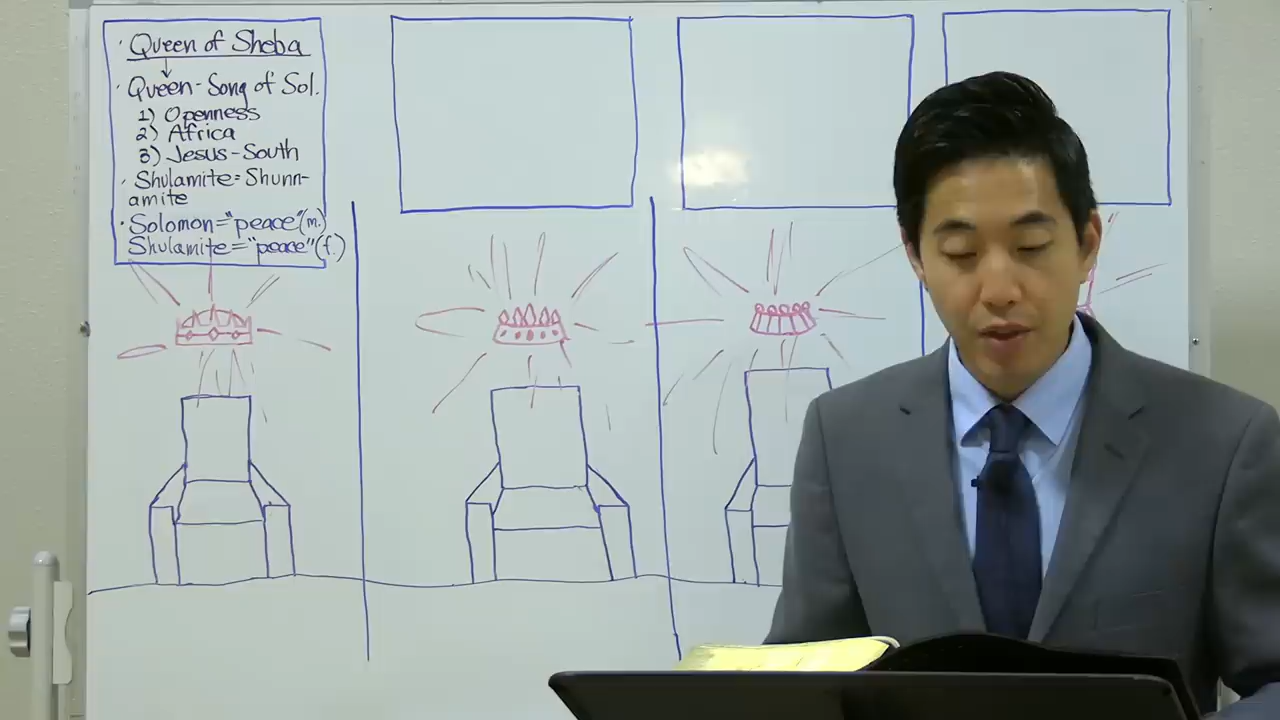 · Queen of Sheba
· Queen-Song of Sol.
1) Openness
2) Africa
3) Jesus-South
· Shulamite=Shunn-
amite
· Solomon="peace"(m.)
Shulamite="peace"(f.)